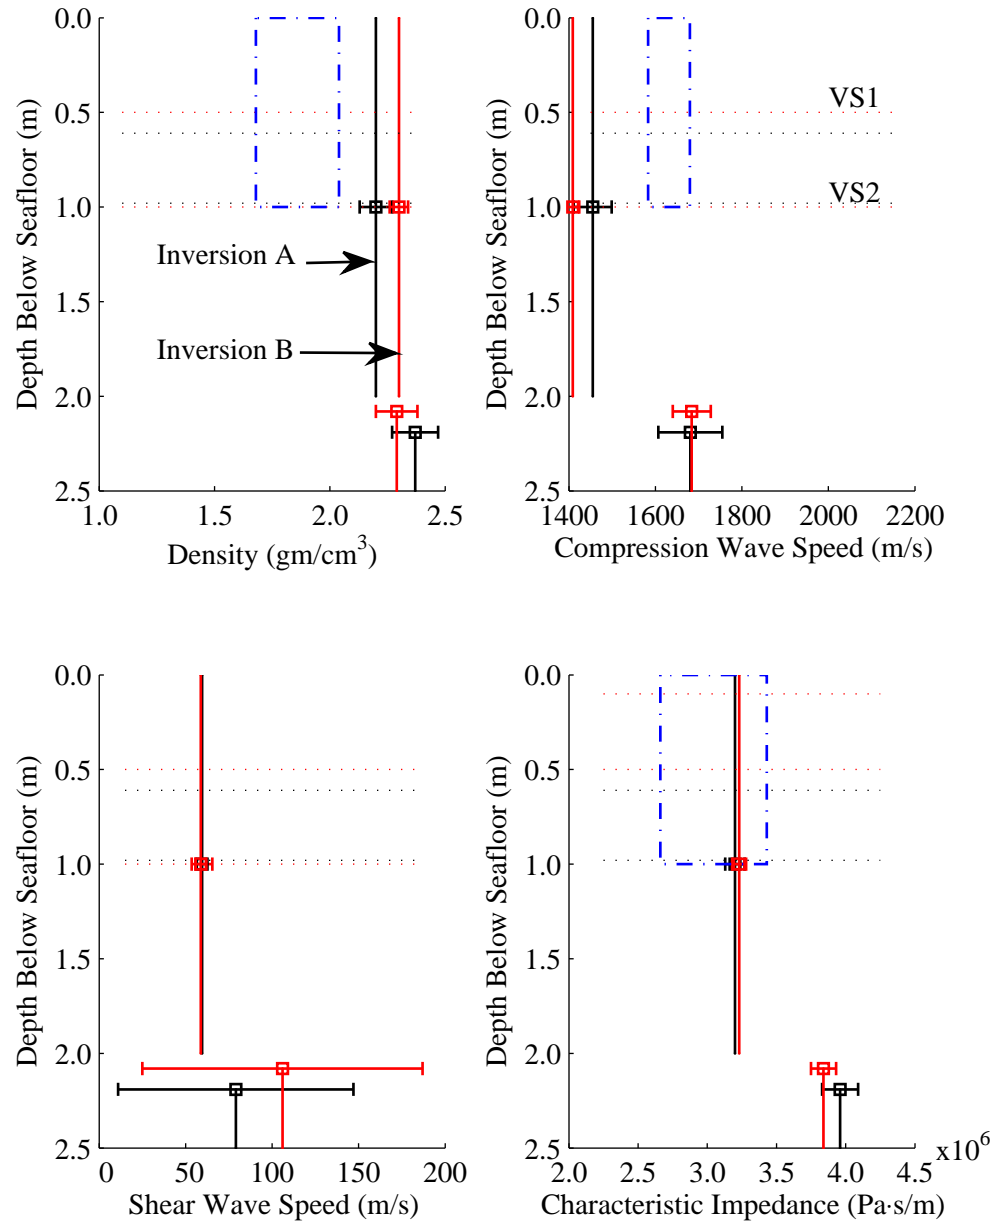 0.0
0.5
1.0
1.5
2.0
2.5
Depth Below Seafloor (m)
Inversion A
Inversion B
1.0 1.5 2.0 2.5
Density (gm/cm³)
0.0
0.5
1.0
1.5
2.0
2.5
Depth Below Seafloor (m)
VS1
VS2
1400 1600 1800 2000 2200
Compression Wave Speed (m/s)
0.0
0.5
1.0
1.5
2.0
2.5
Depth Below Seafloor (m)
0 50 100 150 200
Shear Wave Speed (m/s)
0.0
0.5
1.0
1.5
2.0
2.5
Depth Below Seafloor (m)
2.0 2.5 3.0 3.5 4.0 4.5
x10⁶
Characteristic Impedance (Pa·s/m)